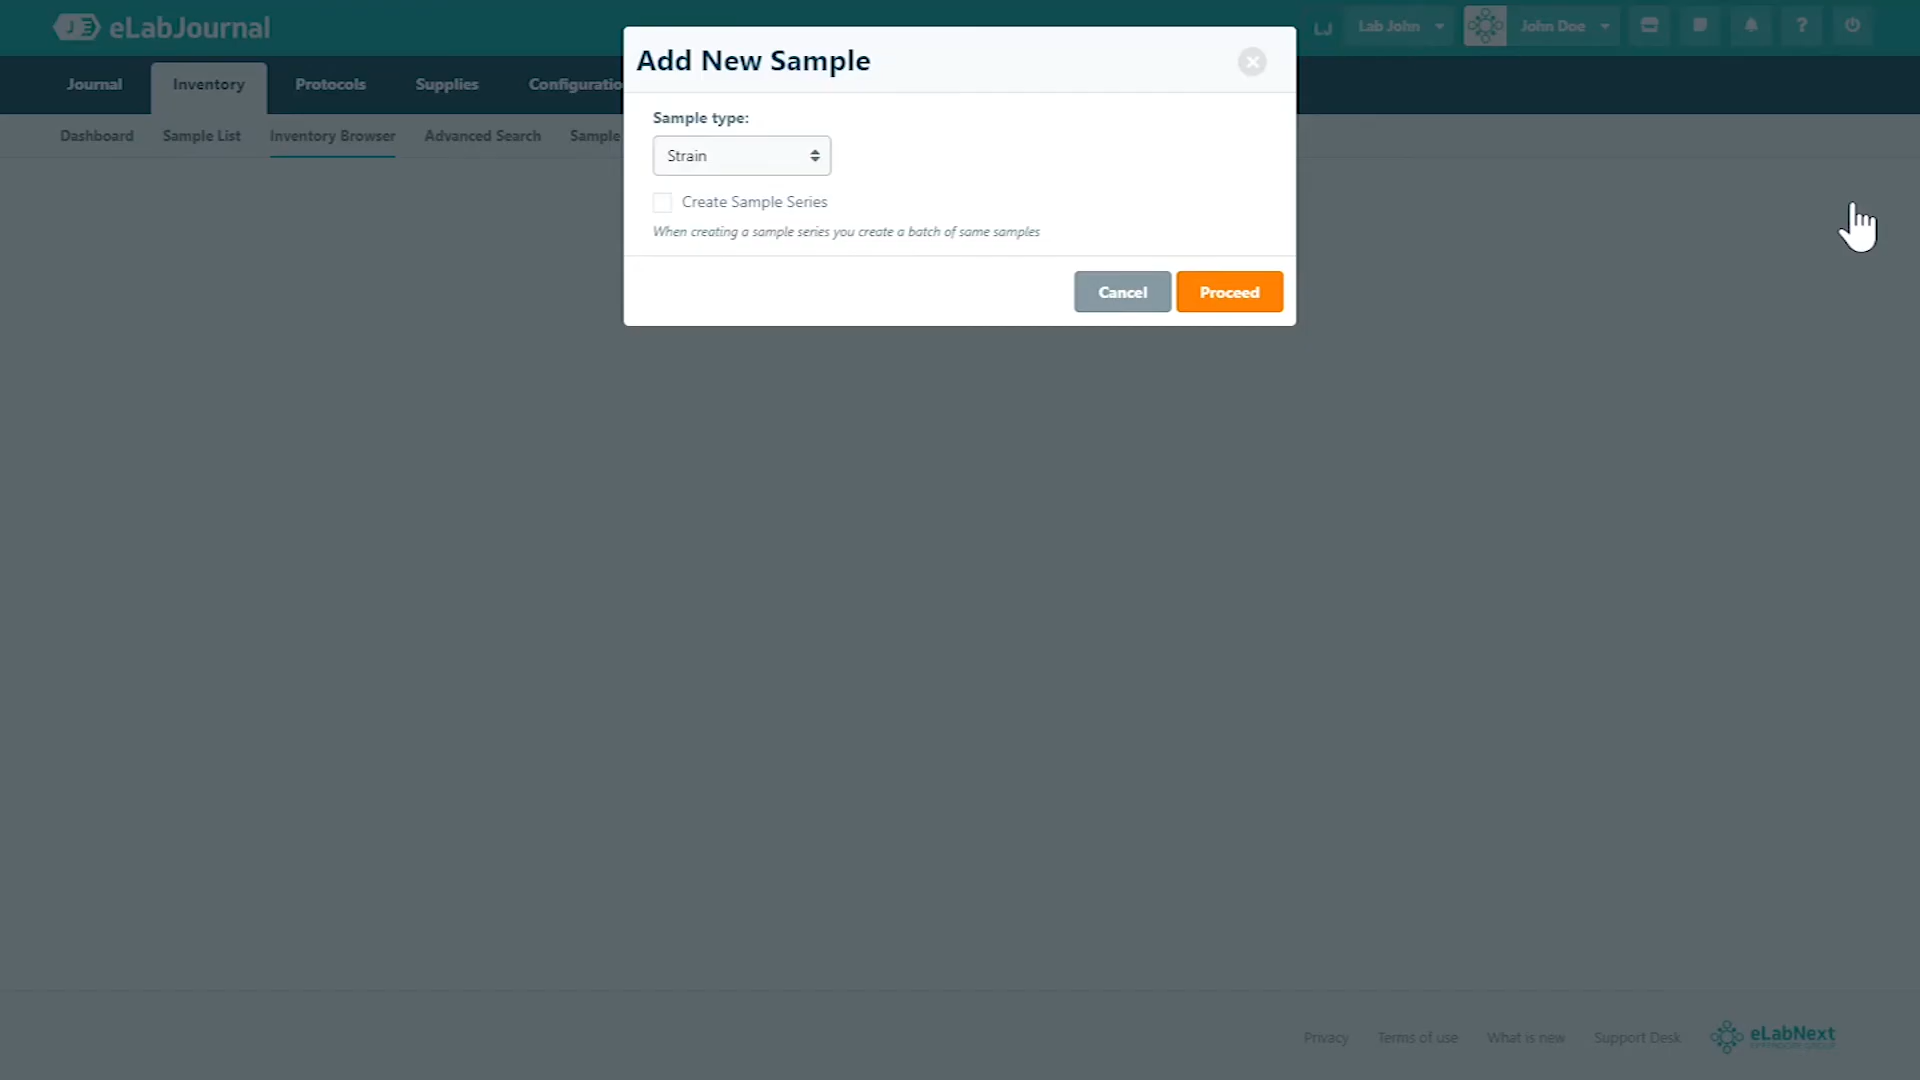 eLabJournal
LJ Lab John John Doe ?
Add New Sample
Journal Inventory Protocols Supplies Configuratio
Dashboard Sample List Inventory Browser Advanced Search Sample
Sample type:
Strain
Create Sample Series
When creating a sample series you create a batch of same samples
Cancel Proceed
Privacy Terms of use What is new Support Desk eLabNext